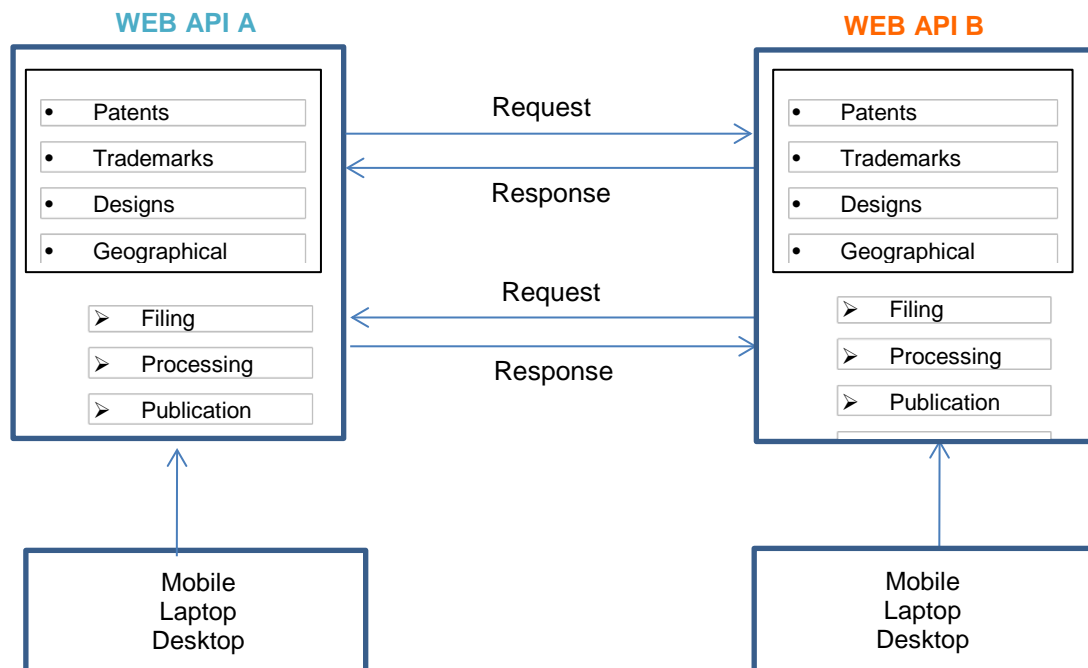 WEB API A
WEB API B
• Patents
• Trademarks
• Designs
• Geographical
➢ Filing
➢ Processing
➢ Publication
Request
Response
Request
Response
• Patents
• Trademarks
• Designs
• Geographical
➢ Filing
➢ Processing
➢ Publication
Mobile
Laptop
Desktop
Mobile
Laptop
Desktop